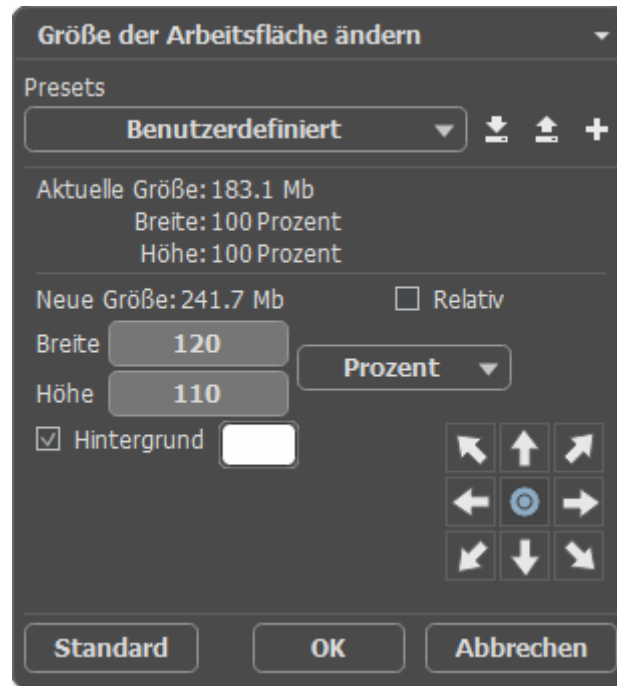 Größe der Arbeitsfläche ändern
Presets
Benutzerdefiniert
Aktuelle Größe: 183.1 Mb
Breite: 100 Prozent
Höhe: 100 Prozent
Neue Größe: 241.7 Mb Relativ
Breite 120
Prozent
Höhe 110
Hintergrund
Standard OK Abbrechen